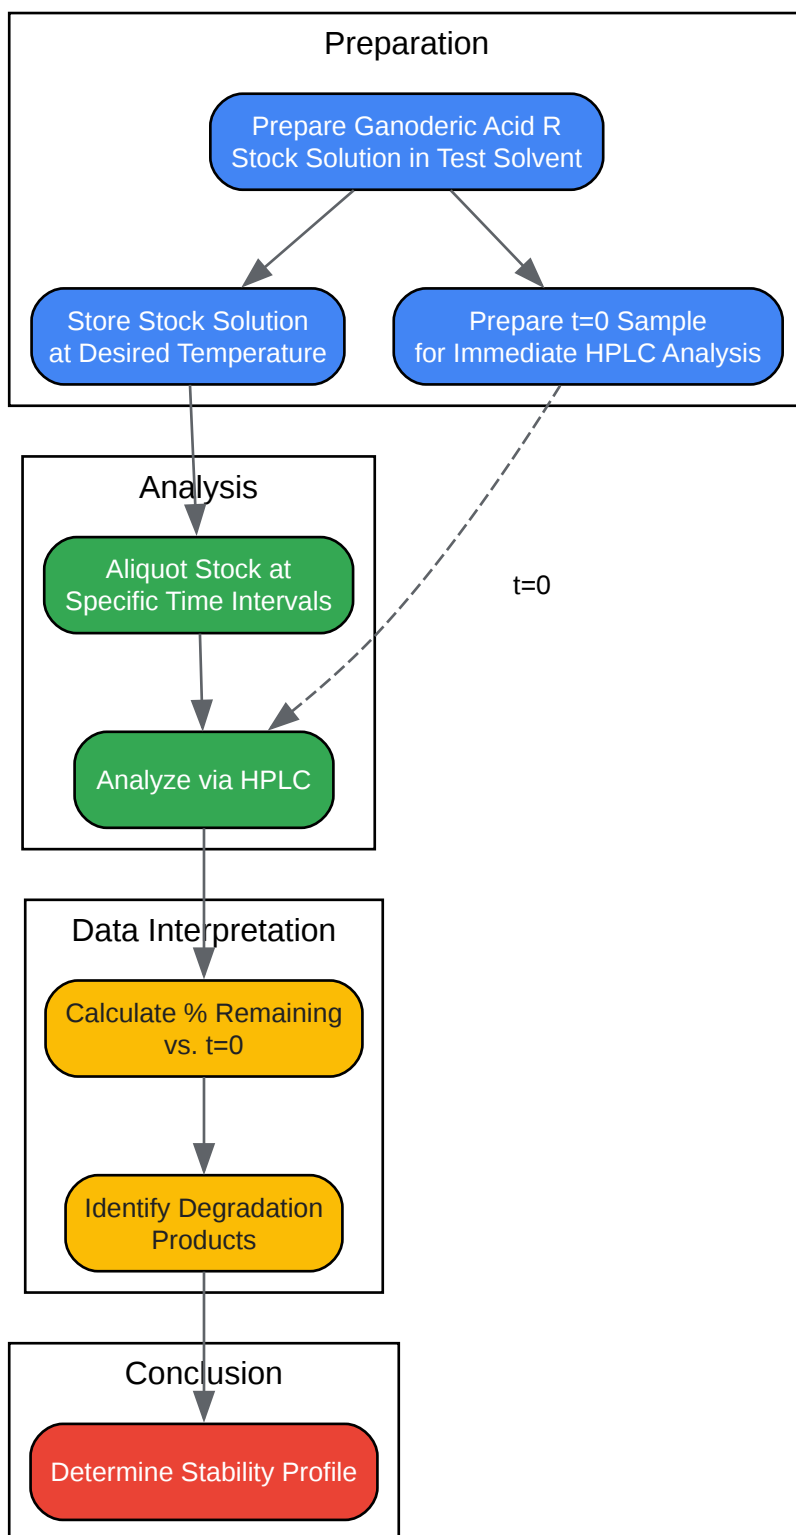 Preparation
Prepare Ganoderic Acid R
Stock Solution in Test Solvent
Store Stock Solution
at Desired Temperature
Prepare t=0 Sample
for Immediate HPLC Analysis
Analysis
Aliquot Stock at
Specific Time Intervals
t=0
Analyze via HPLC
Data Interpretation
Calculate % Remaining
vs. t=0
Identify Degradation
Products
Conclusion
Determine Stability Profile